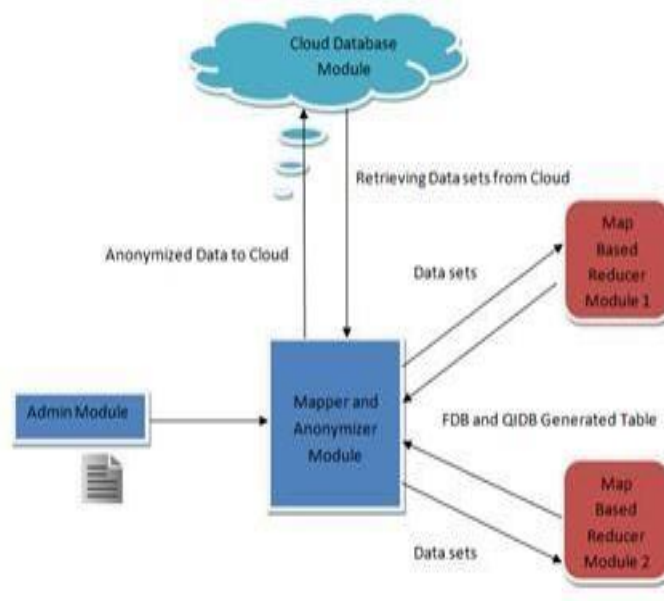 Cloud Database
Module
Retrieving Data sets from Cloud
Anonymized Data to Cloud
Data sets
Map
Based
Reducer
Module 1
Admin Module
Mapper and
Anonymizer
Module
FDB and QIDB Generated Table
Map
Based
Reducer
Module 2
Data sets